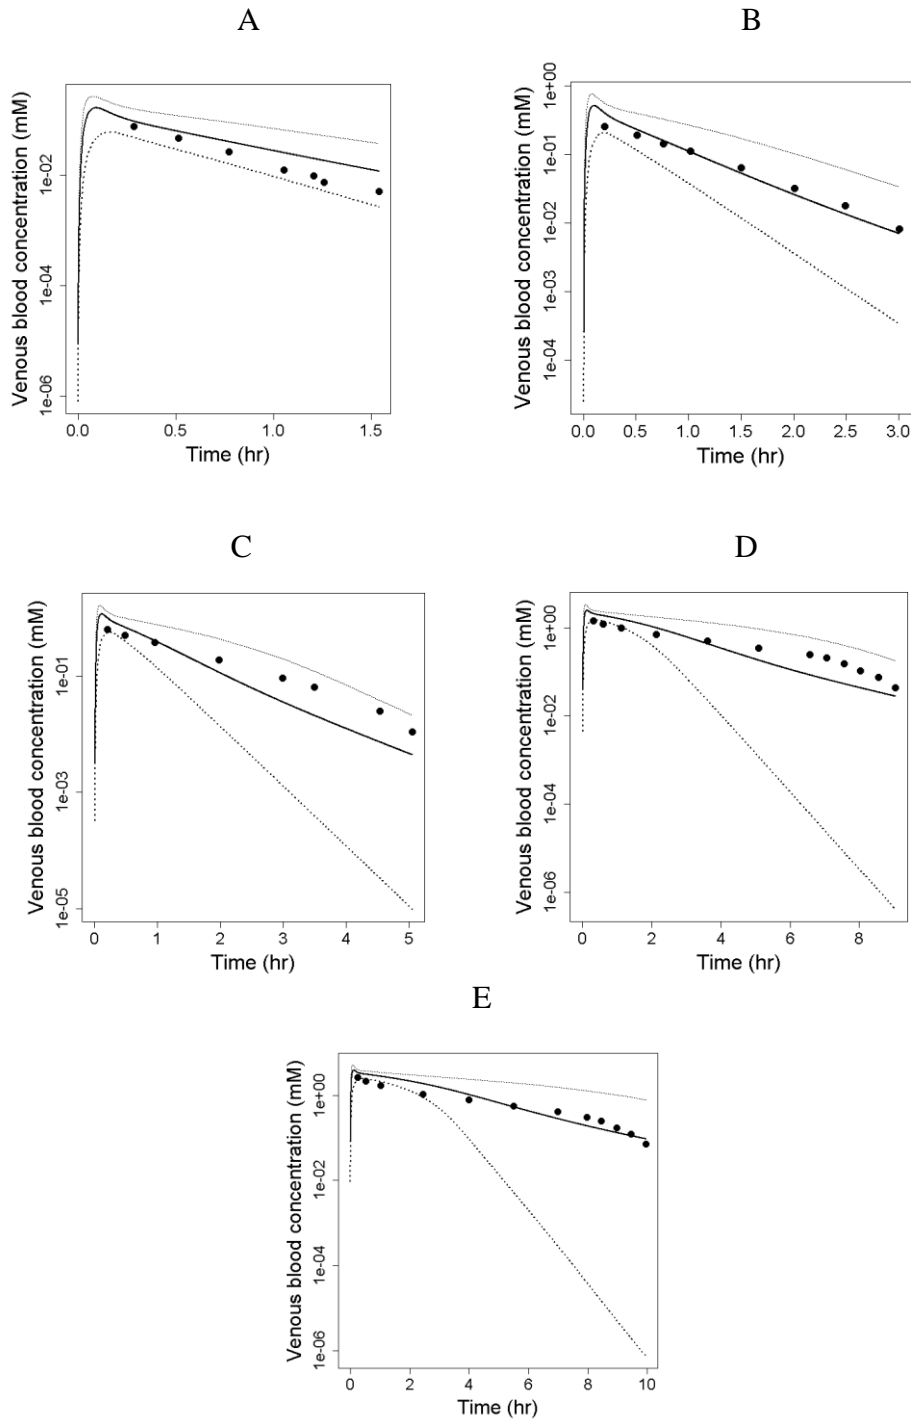 A
B
Venous blood concentration (mM)
1e-02
1e-04
1e-06
0.0 0.5 1.0 1.5
Time (hr)
Venous blood concentration (mM)
1e+00
1e-01
1e-02
1e-03
1e-04
0.0 0.5 1.0 1.5 2.0 2.5 3.0
Time (hr)
C
D
Venous blood concentration (mM)
1e-01
1e-03
1e-05
0 1 2 3 4 5
Time (hr)
Venous blood concentration (mM)
1e+00
1e-02
1e-04
1e-06
0 2 4 6 8
Time (hr)
E
Venous blood concentration (mM)
1e+00
1e-02
1e-04
1e-06
0 2 4 6 8 10
Time (hr)